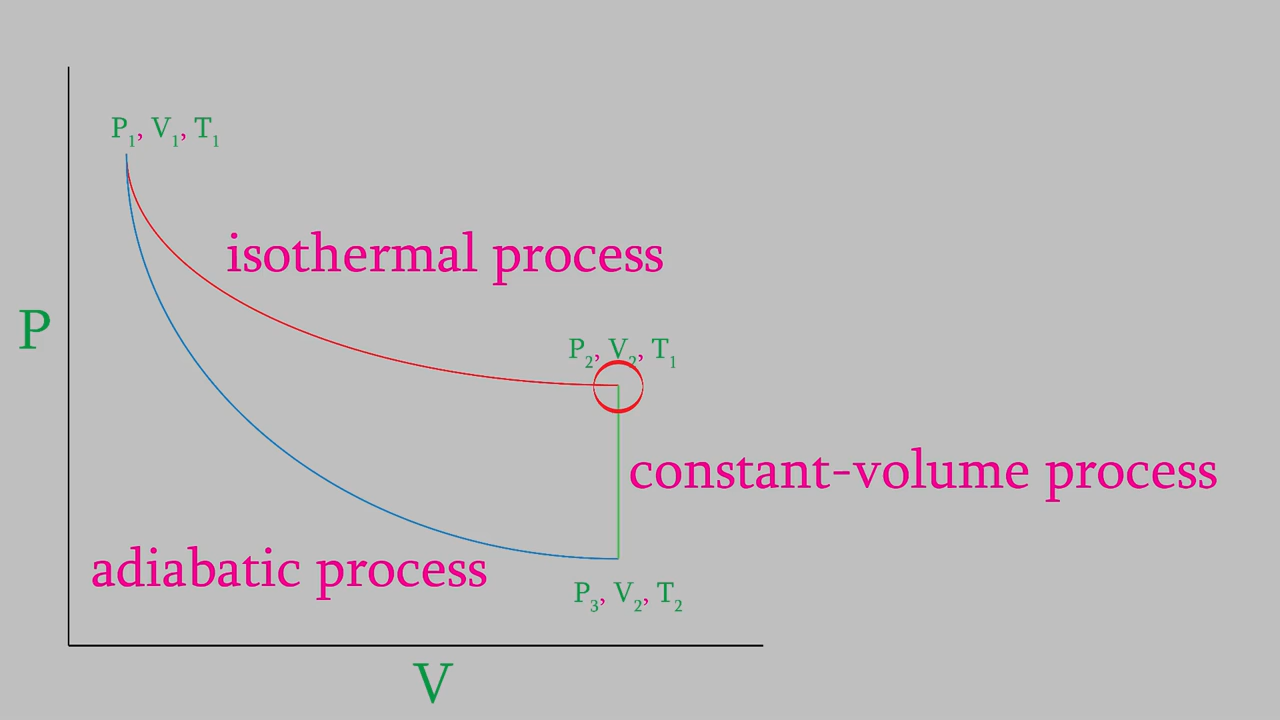 P₁, V₁, T₁
isothermal process
P
P₂, V₂, T₁
constant-volume process
adiabatic process
P₃, V₂, T₂
V